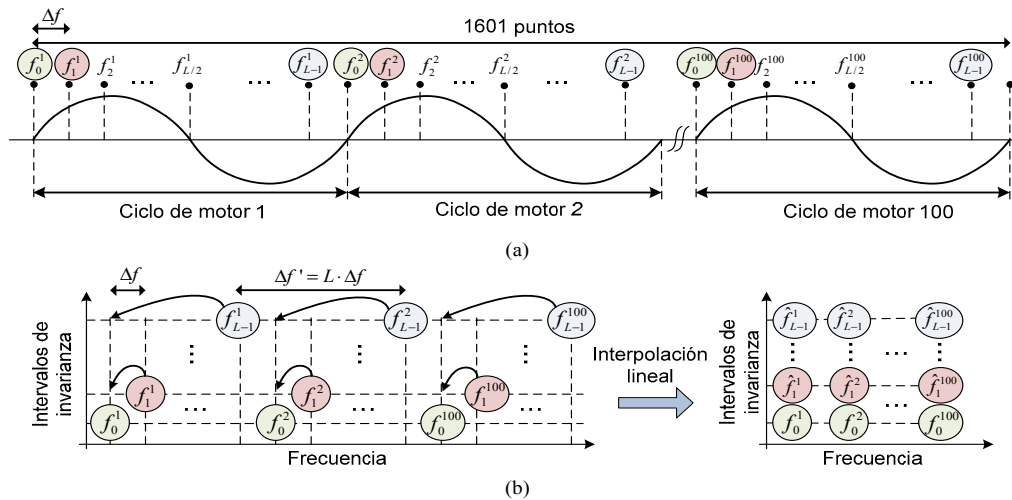 Δf
1601 puntos
f_0^1 f_1^1 f_2^1 ... f_{L/2}^1 ... f_{L-1}^1 f_0^2 f_1^2 f_2^2 ... f_{L/2}^2 ... f_{L-1}^2 f_0^{100} f_1^{100} f_2^{100} ... f_{L/2}^{100} ... f_{L-1}^{100}
Ciclo de motor 1
Ciclo de motor 2
Ciclo de motor 100
(a)
Δf
Δf' = L · Δf
Intervalos de
invarianza
f_{L-1}^1 f_{L-1}^2 f_{L-1}^{100}
f_1^1 f_1^2 f_1^{100}
f_0^1 ... f_0^2 ... f_0^{100}
Frecuencia
Interpolación
lineal
Intervalos de
invarianza
f̂_{L-1}^1 f̂_{L-1}^2 f̂_{L-1}^{100}
f̂_1^1 f̂_1^2 f̂_1^{100}
f_0^1 f_0^2 f_0^{100}
Frecuencia
(b)